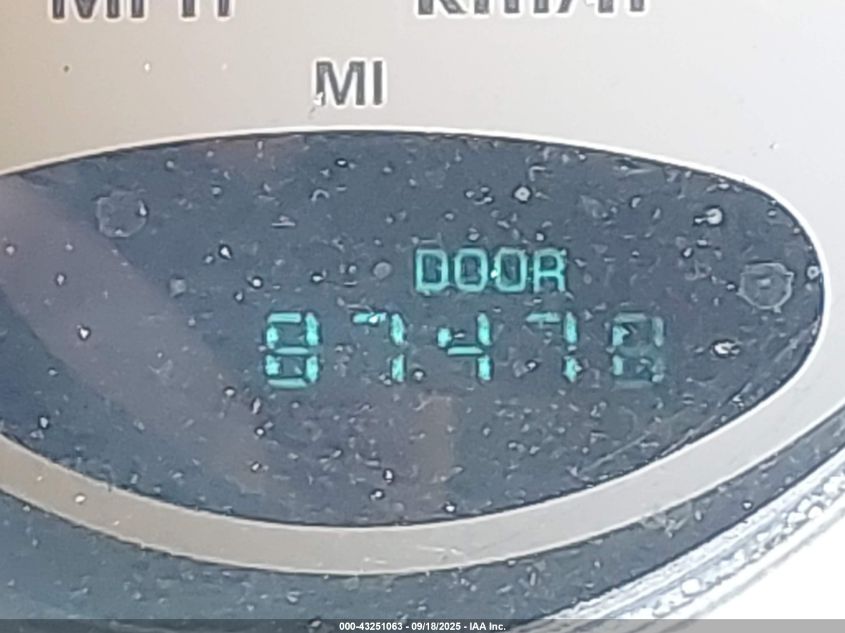 MPH km/h
MI
DOOR
87478
000-43251063 - 09/18/2025 - IAA Inc.